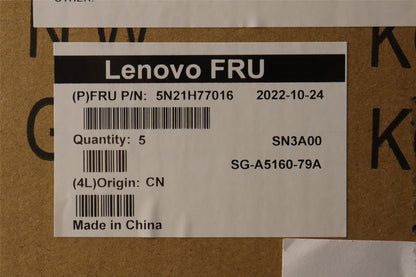 OTHER:
Lenovo FRU
(P)FRU P/N: 5N21H77016 2022-10-24
Quantity: 5 SN3A00
SG-A5160-79A
(4L)Origin: CN
Made in China